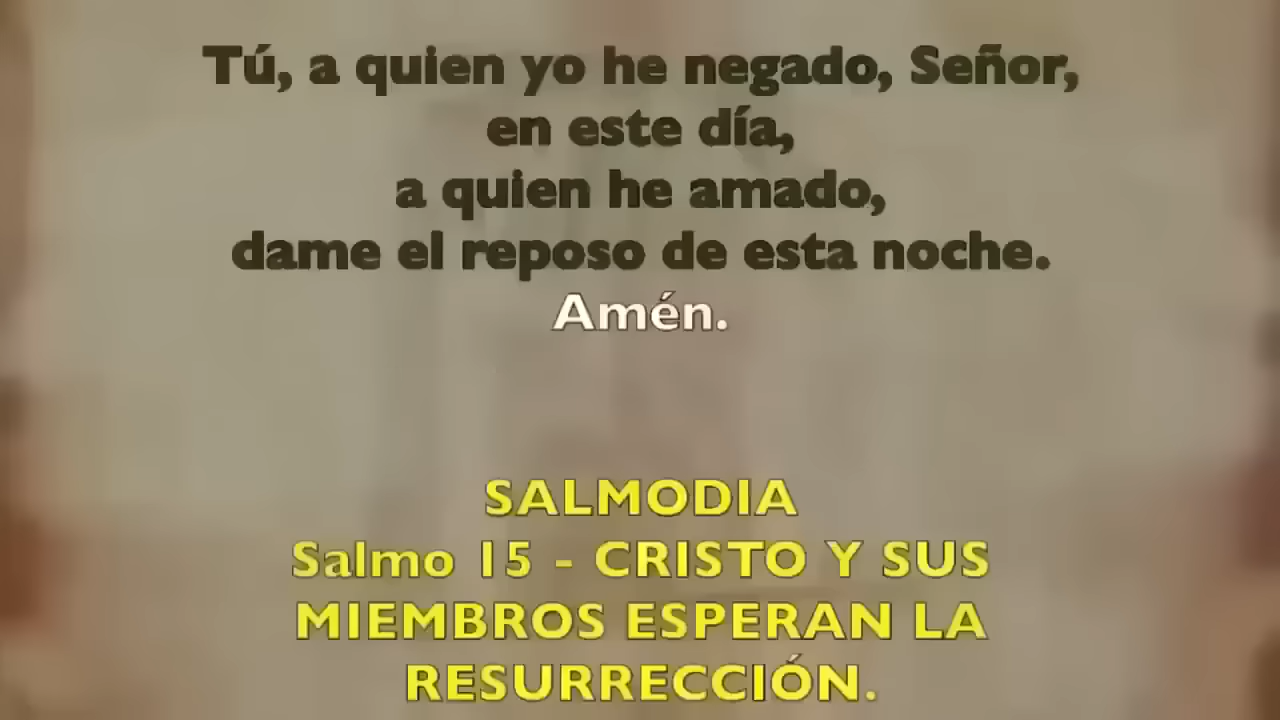 Tú, a quien yo he negado, Señor,
en este día,
a quien he amado,
dame el reposo de esta noche.
Amén.
SALMODIA
Salmo 15 - CRISTO Y SUS
MIEMBROS ESPERAN LA
RESURRECCIÓN.